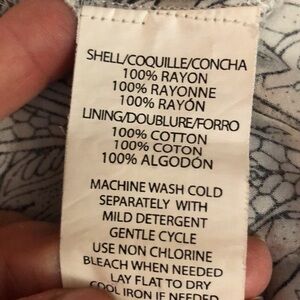 SHELL/COQUILLE/CONCHA
100% RAYON
100% RAYONNE
100% RAYÓN
LINING/DOUBLURE/FORRO
100% COTTON
100% COTON
100% ALGODÓN
MACHINE WASH COLD
SEPARATELY WITH
MILD DETERGENT
GENTLE CYCLE
USE NON CHLORINE
BLEACH WHEN NEEDED
LAY FLAT TO DRY
COOL IRON IF NEEDED